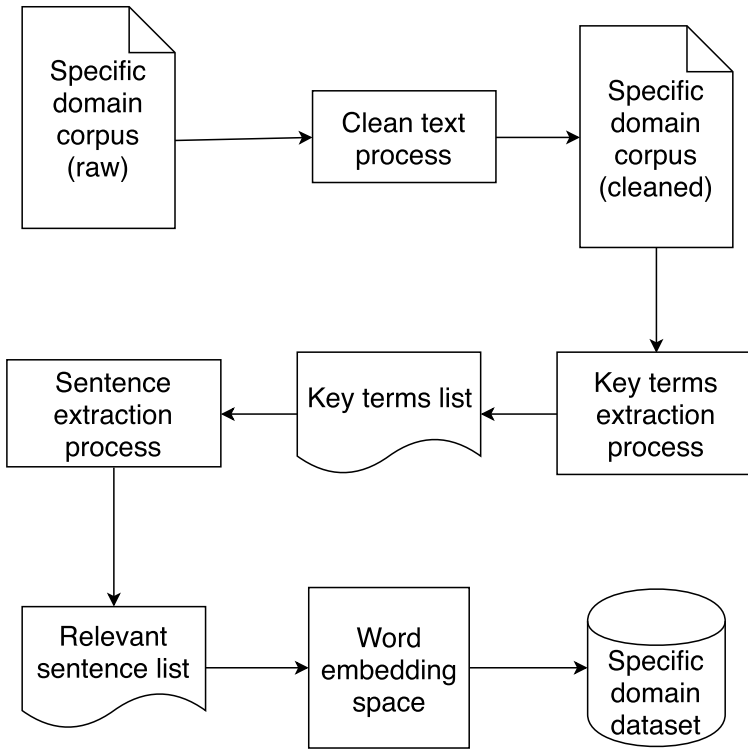 Specific
domain
corpus
(raw)
Clean text
process
Specific
domain
corpus
(cleaned)
Key terms
extraction
process
Key terms list
Sentence
extraction
process
Relevant
sentence list
Word
embedding
space
Specific
domain
dataset